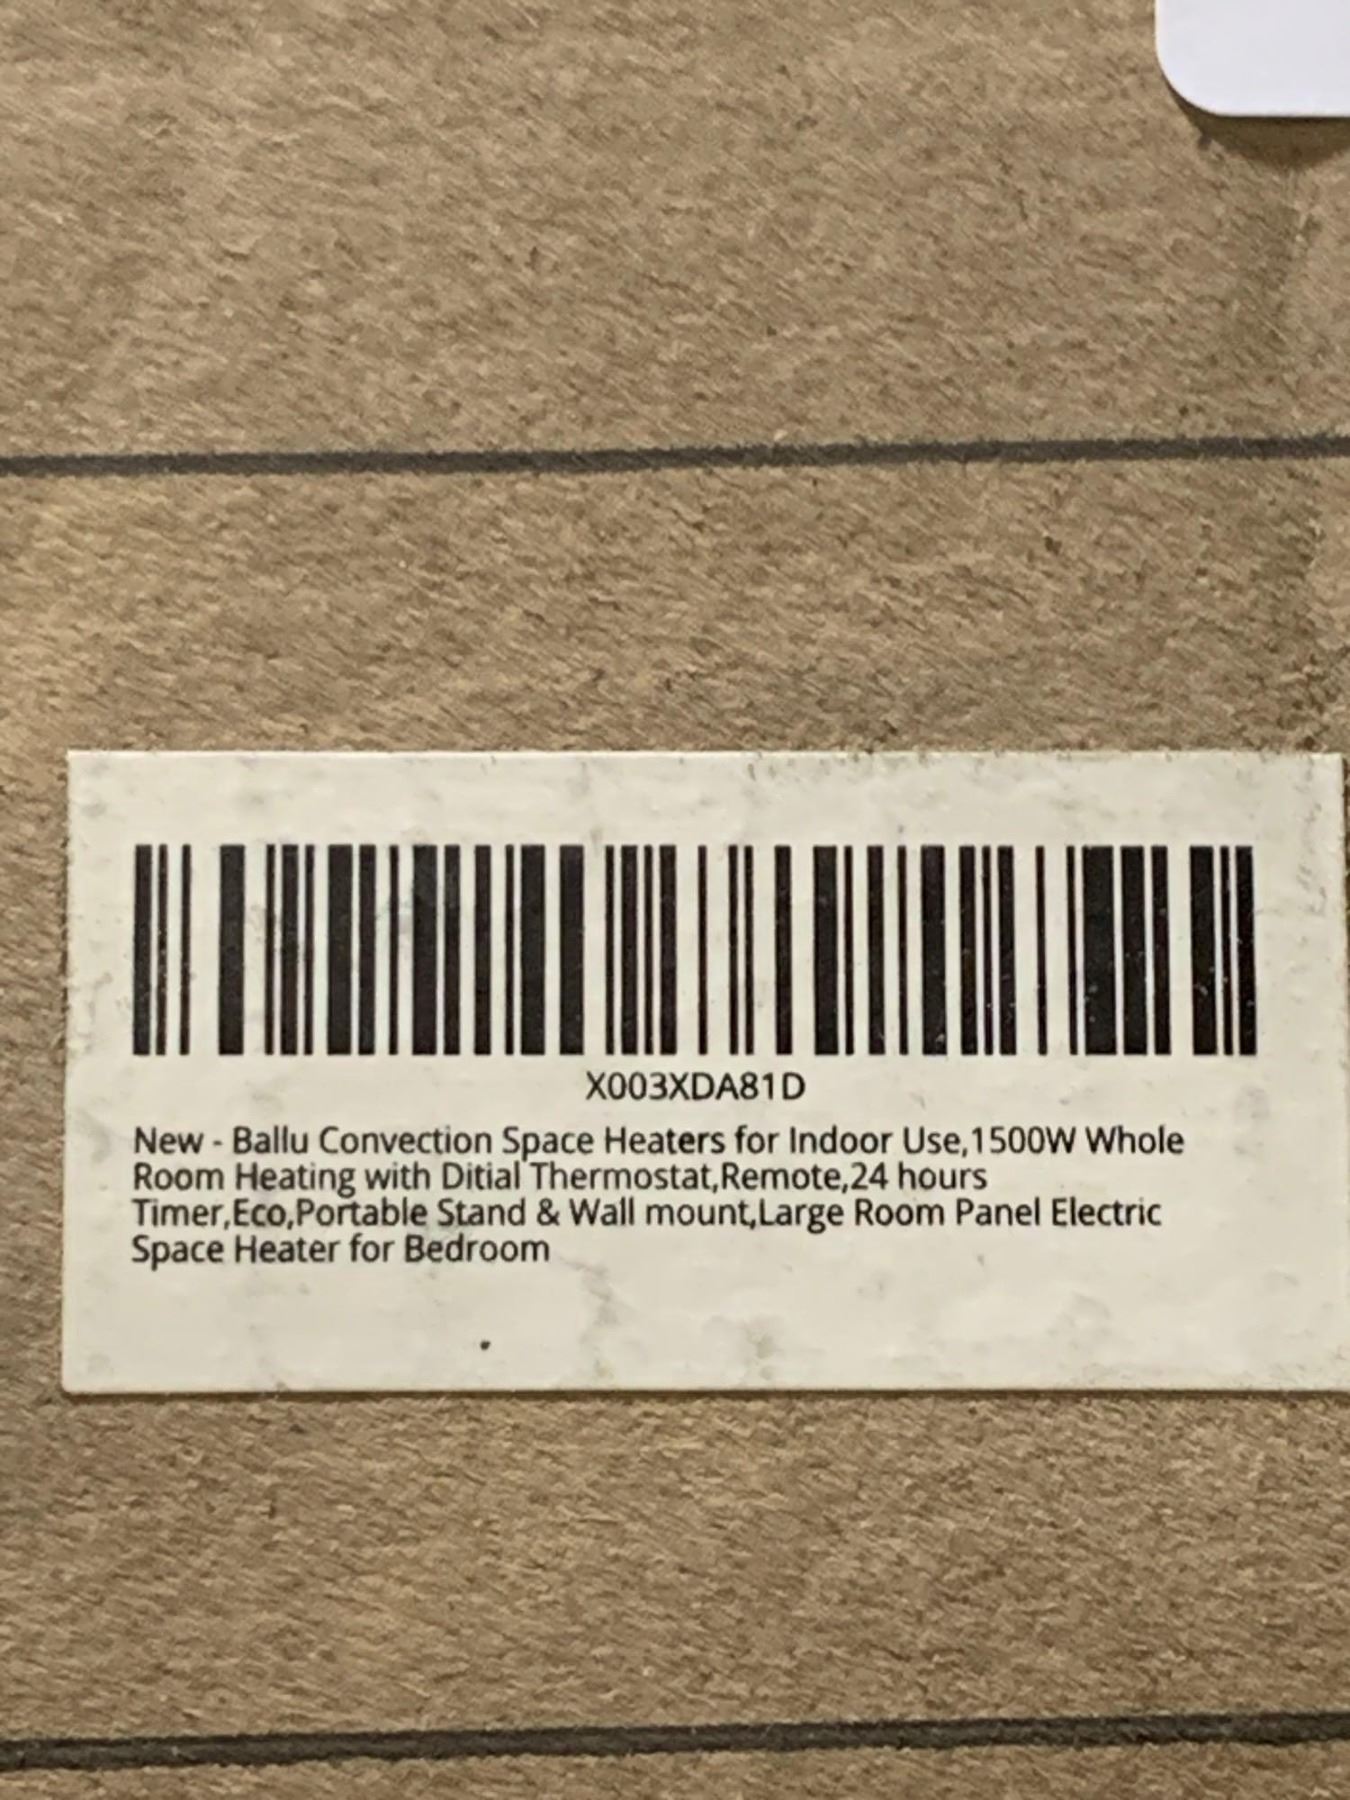 X003XDA81D
New - Ballu Convection Space Heaters for Indoor Use,1500W Whole
Room Heating with Ditial Thermostat,Remote,24 hours
Timer,Eco,Portable Stand & Wall mount,Large Room Panel Electric
Space Heater for Bedroom